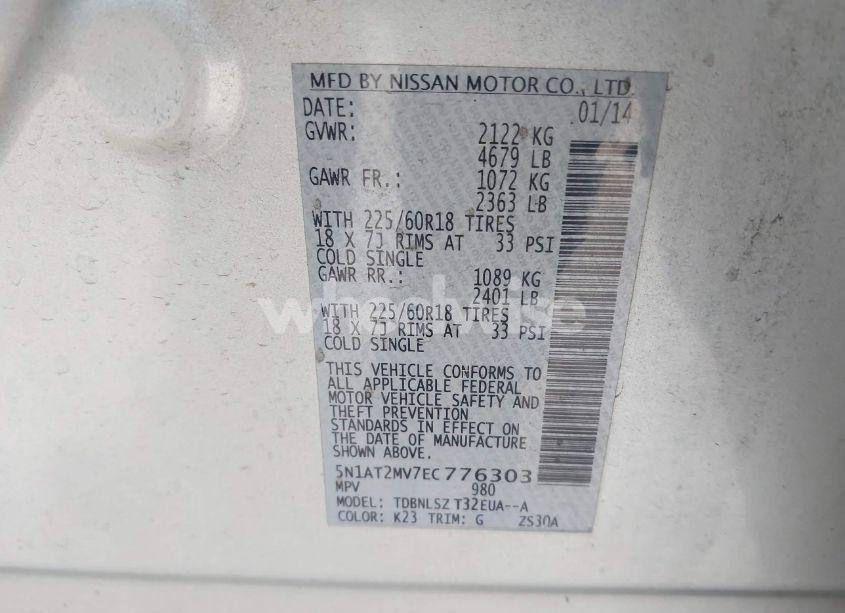 MFD BY NISSAN MOTOR CO., LTD.
DATE: 01/14
GVWR: 2122 KG
4679 LB
GAWR FR.: 1072 KG
2363 LB
WITH 225/60R18 TIRES
18 X 7J RIMS AT 33 PSI
COLD SINGLE
GAWR RR.: 1089 KG
2401 LB
WITH 225/60R18 TIRES
18 X 7J RIMS AT 33 PSI
COLD SINGLE
THIS VEHICLE CONFORMS TO
ALL APPLICABLE FEDERAL
MOTOR VEHICLE SAFETY AND
THEFT PREVENTION
STANDARDS IN EFFECT ON
THE DATE OF MANUFACTURE
SHOWN ABOVE.
5N1AT2MV7EC776303
MPV 980
MODEL: TDBNLSZ T32EUA--A
COLOR: K23 TRIM: G ZS30A